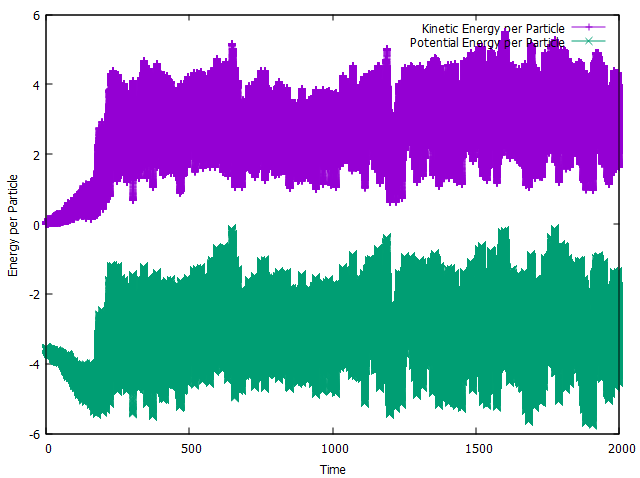 Kinetic Energy per Particle
Potential Energy per Particle
6
4
2
0
-2
-4
-6
Energy per Particle
0 500 1000 1500 2000
Time